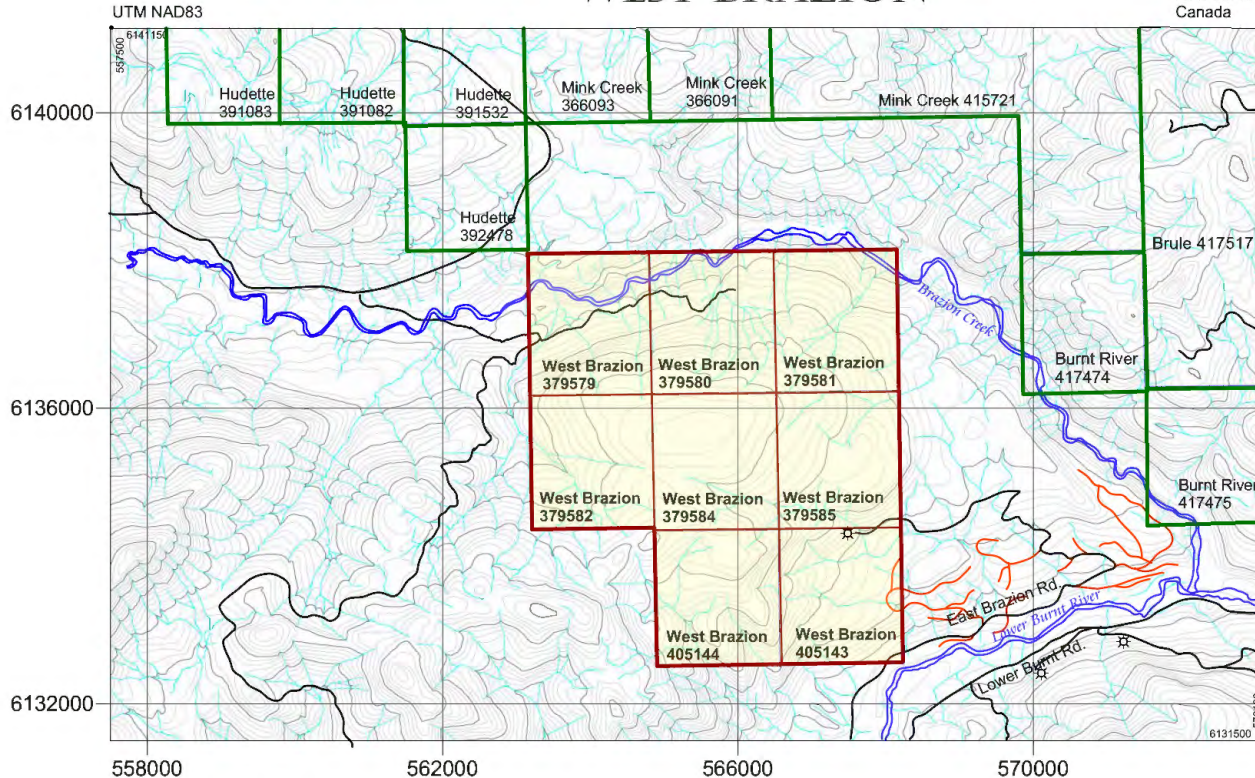 WEST BRAZION
UTM NAD83
Canada
6141150
557500
Hudette
391083
Hudette
391082
Hudette
391532
Mink Creek
366093
Mink Creek
366091
Mink Creek 415721
6140000
Hudette
392478
Brule 417517
Brazion Creek
West Brazion
379579
West Brazion
379580
West Brazion
379581
Burnt River
417474
6136000
West Brazion
379582
West Brazion
379584
West Brazion
379585
Burnt River
417475
East Brazion Rd.
Lower Burnt River
West Brazion
405144
West Brazion
405143
Lower Burnt Rd.
6132000
6131500
558000
562000
566000
570000